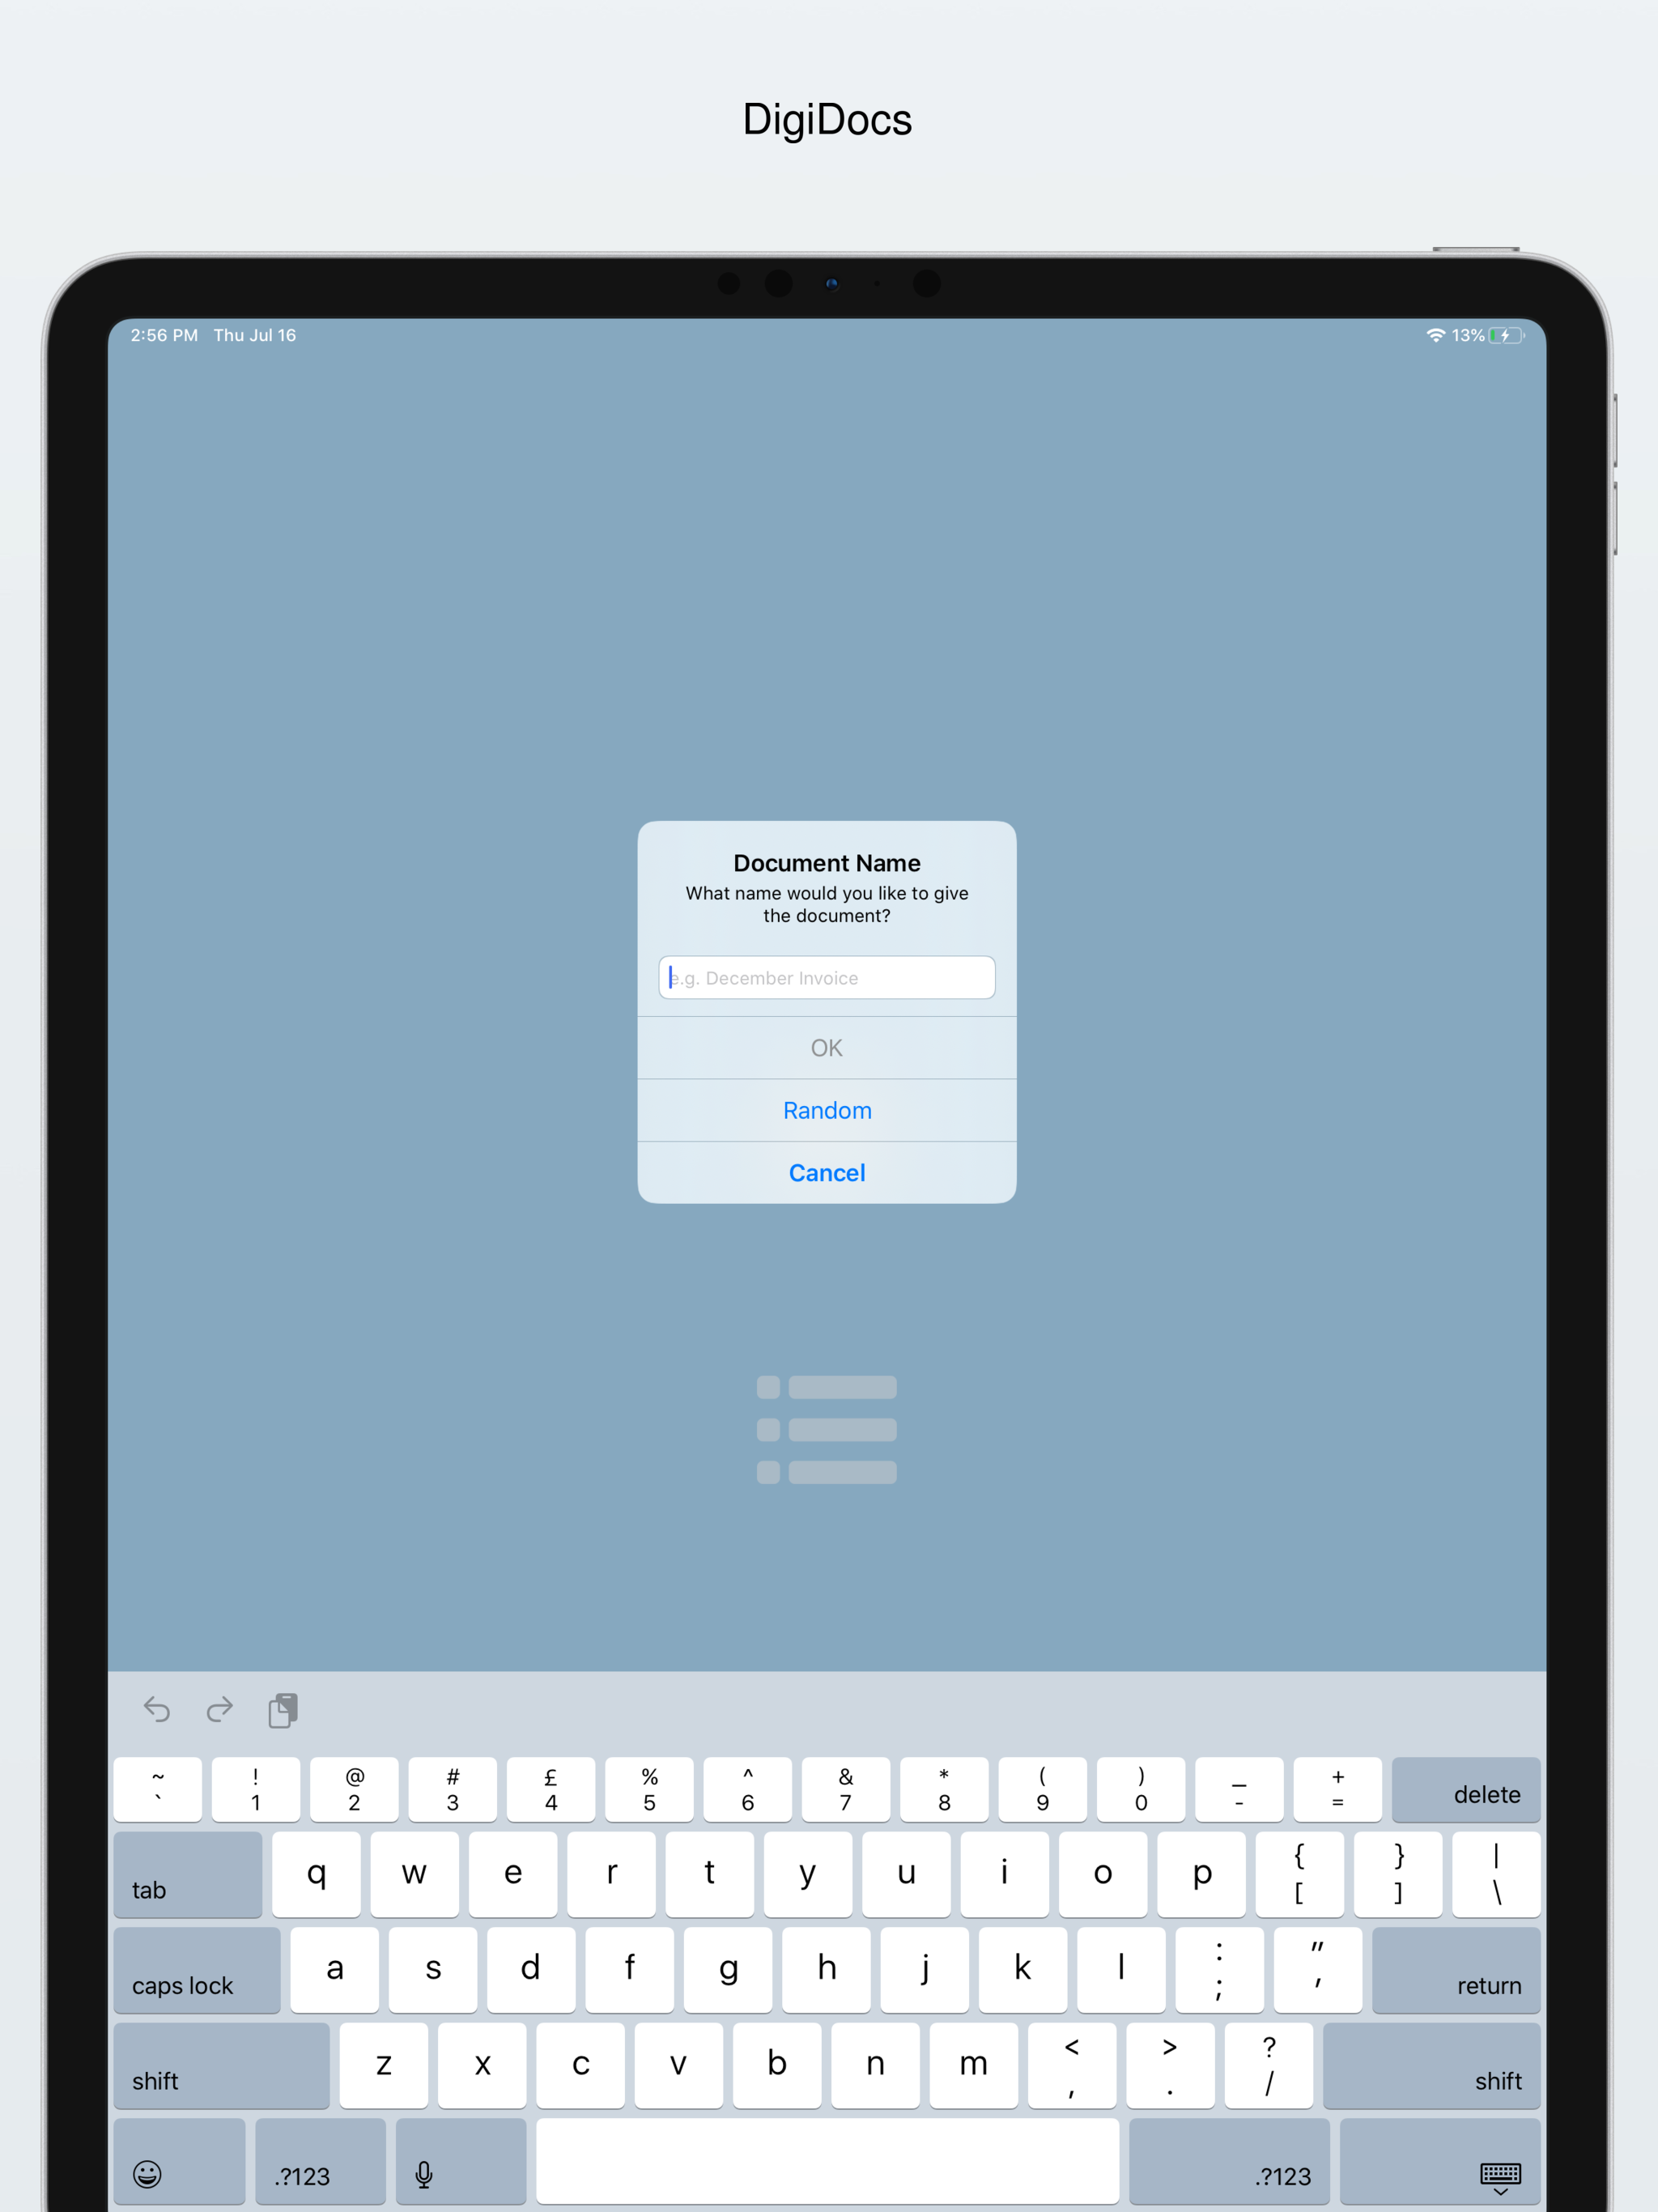 DigiDocs
2:56 PM Thu Jul 16 13%
Document Name
What name would you like to give
the document?
e.g. December Invoice
OK
Random
Cancel
~ ! @ # £ % ^ & * ( ) _ +
` 1 2 3 4 5 6 7 8 9 0 - = delete
tab q w e r t y u i o p { } |
[ ] \
caps lock a s d f g h j k l : "
; ' return
shift z x c v b n m < > ?
, . / shift
.?123 .?123